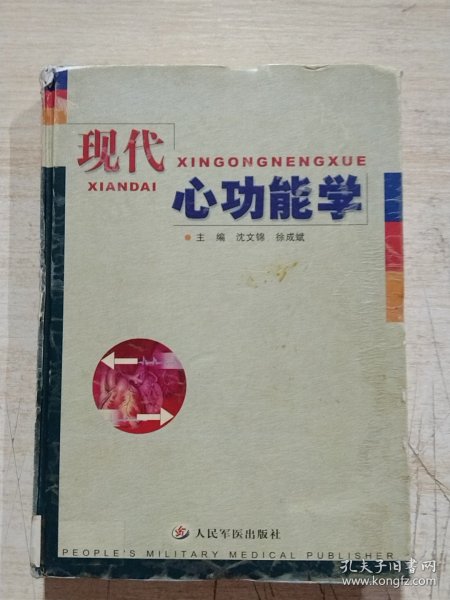 现代
XINGONGNENGXUE
XIANDAI
心功能学
主 编 沈文锦 徐成斌
人民军医出版社
PEOPLE'S MILITARY MEDICAL PUBLISHER
孔夫子旧书网
www.kongfz.com